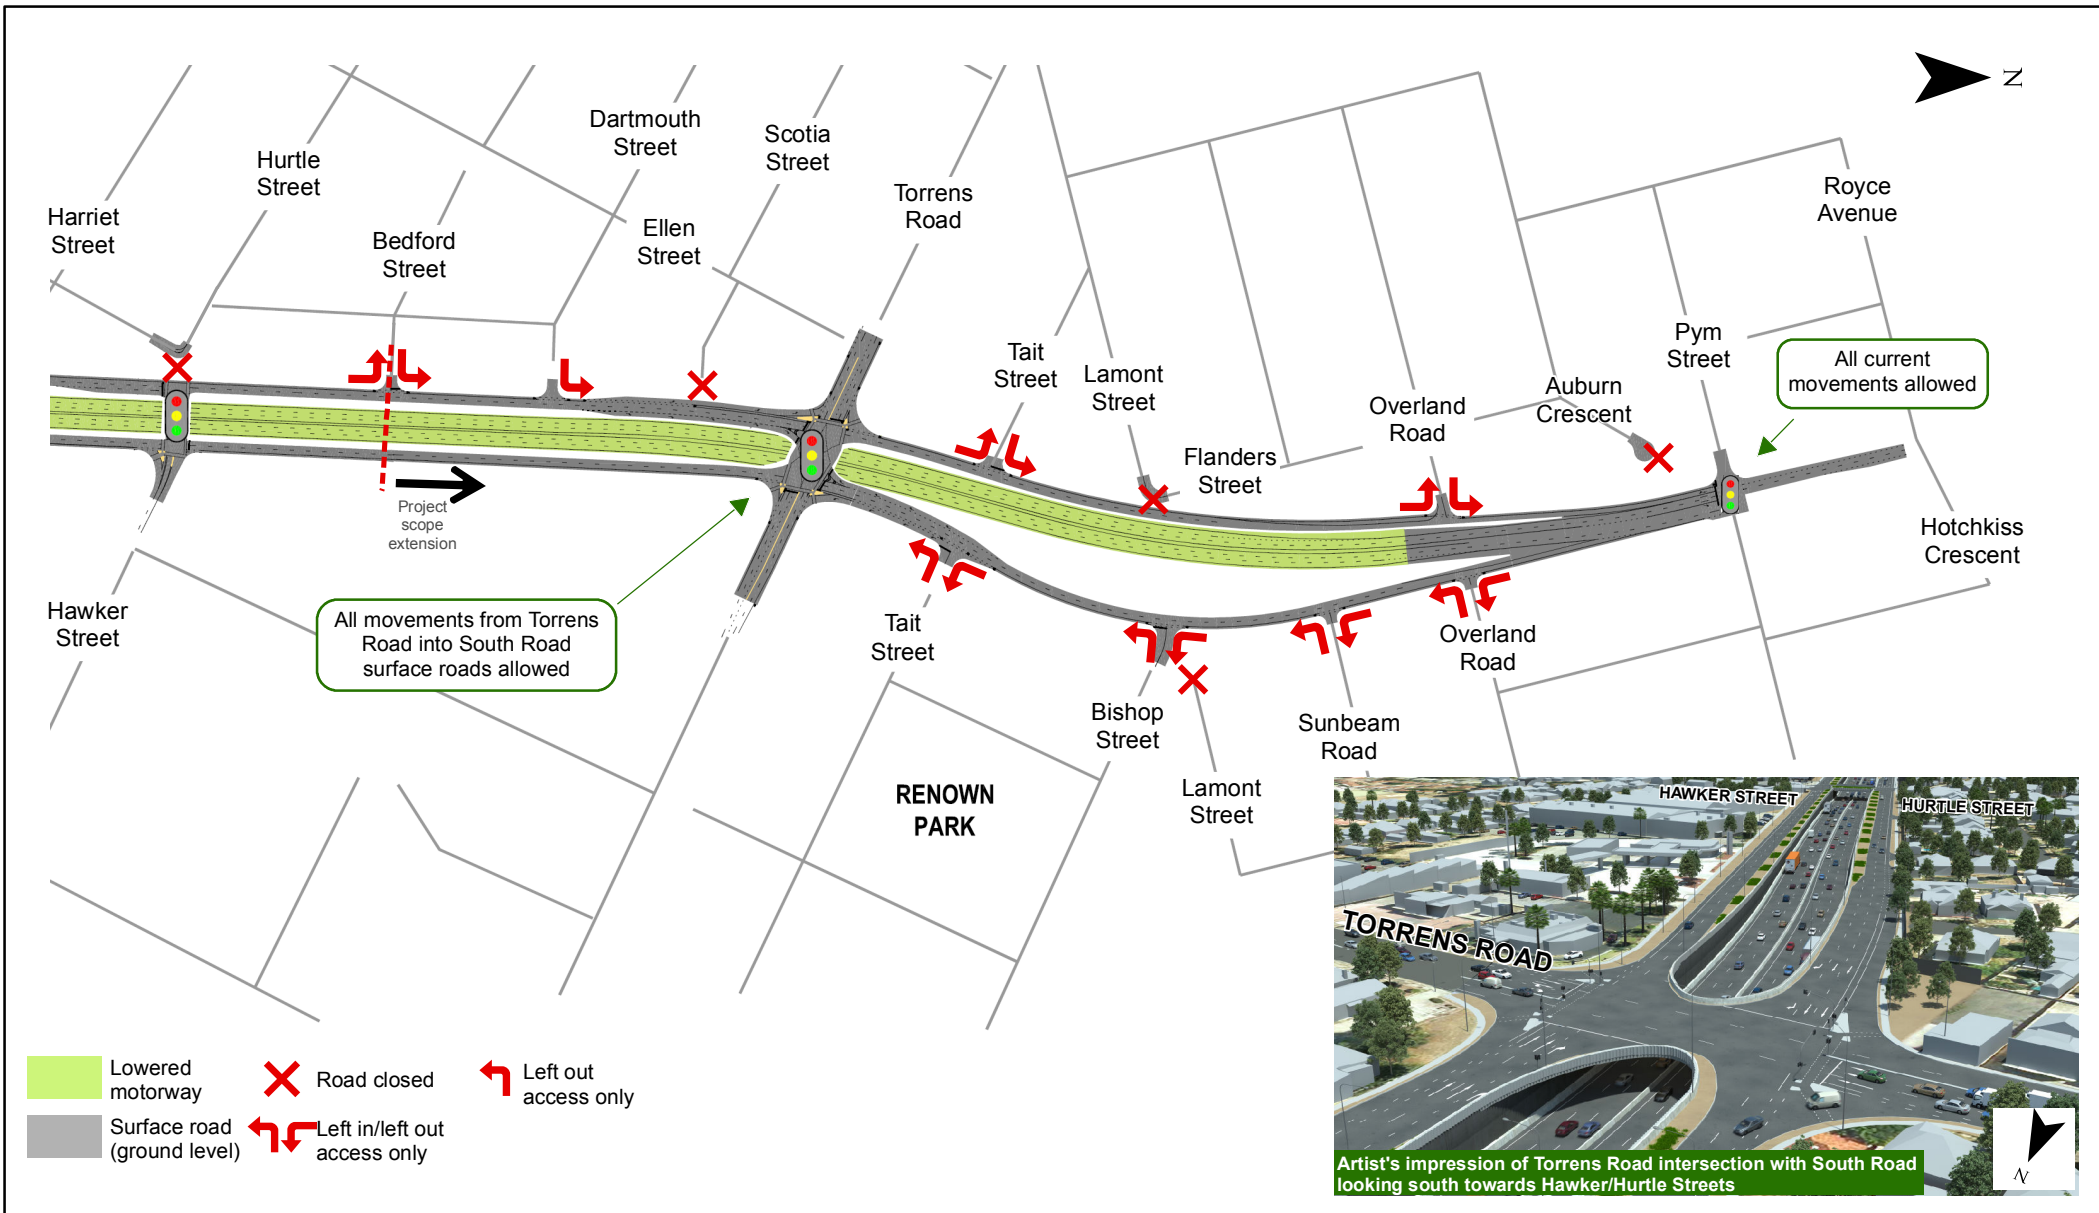 N
Dartmouth
Street
Scotia
Street
Hurtle
Street
Torrens
Road
Royce
Avenue
Harriet
Street
Ellen
Street
Bedford
Street
Pym
Street
All current
movements allowed
Tait
Street
Lamont
Street
Auburn
Crescent
Overland
Road
Flanders
Street
Project
scope
extension
Hotchkiss
Crescent
Hawker
Street
All movements from Torrens
Road into South Road
surface roads allowed
Tait
Street
Overland
Road
Bishop
Street
Sunbeam
Road
Lamont
Street
RENOWN
PARK
HAWKER STREET
HURTLE STREET
TORRENS ROAD
Lowered
motorway
Road closed
Left out
access only
Surface road
(ground level)
Left in/left out
access only
N
Artist's impression of Torrens Road intersection with South Road
looking south towards Hawker/Hurtle Streets